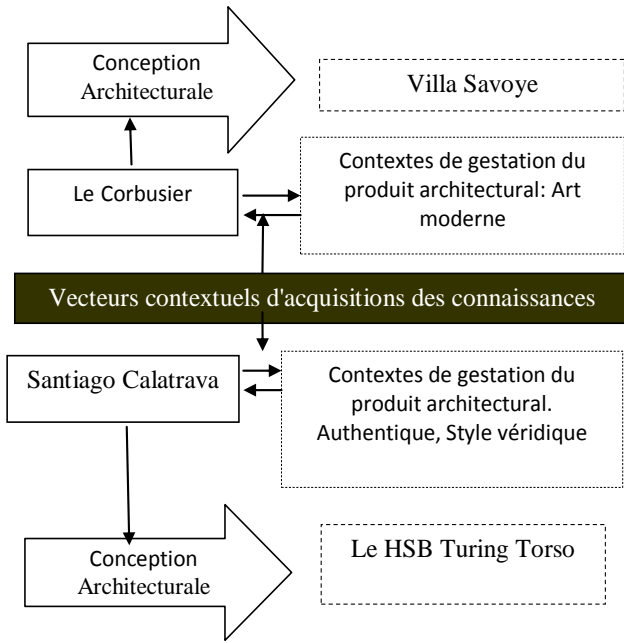 Conception
Architecturale
Villa Savoye
Le Corbusier
Contextes de gestation du
produit architectural: Art
moderne
Vecteurs contextuels d'acquisitions des connaissances
Santiago Calatrava
Contextes de gestation du
produit architectural.
Authentique, Style véridique
Conception
Architecturale
Le HSB Turing Torso